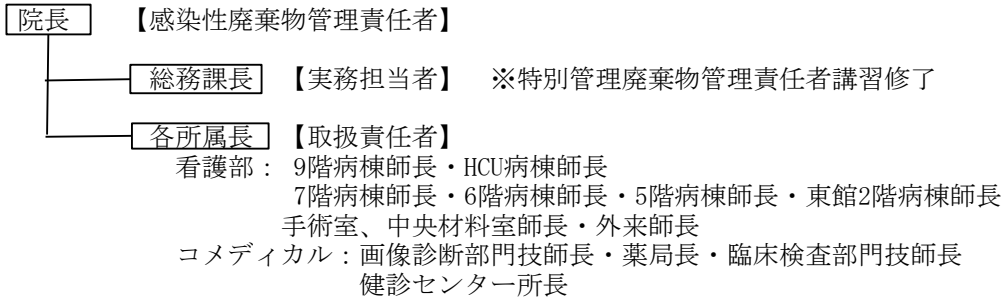 院長 【感染性廃棄物管理責任者】
総務課長 【実務担当者】 ※特別管理廃棄物管理責任者講習修了
各所属長 【取扱責任者】
看護部： 9階病棟師長・HCU病棟師長
7階病棟師長・6階病棟師長・5階病棟師長・東館2階病棟師長
手術室、中央材料室師長・外来師長
コメディカル：画像診断部門技師長・薬局長・臨床検査部門技師長
健診センター所長